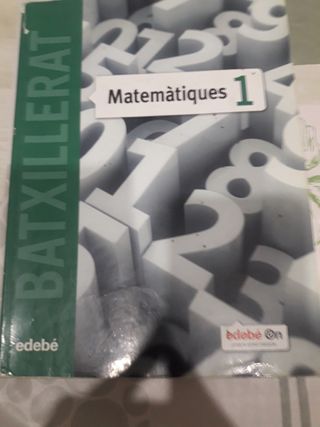 BATXILLERAT
Matemàtiques 1
edebé
edebé On